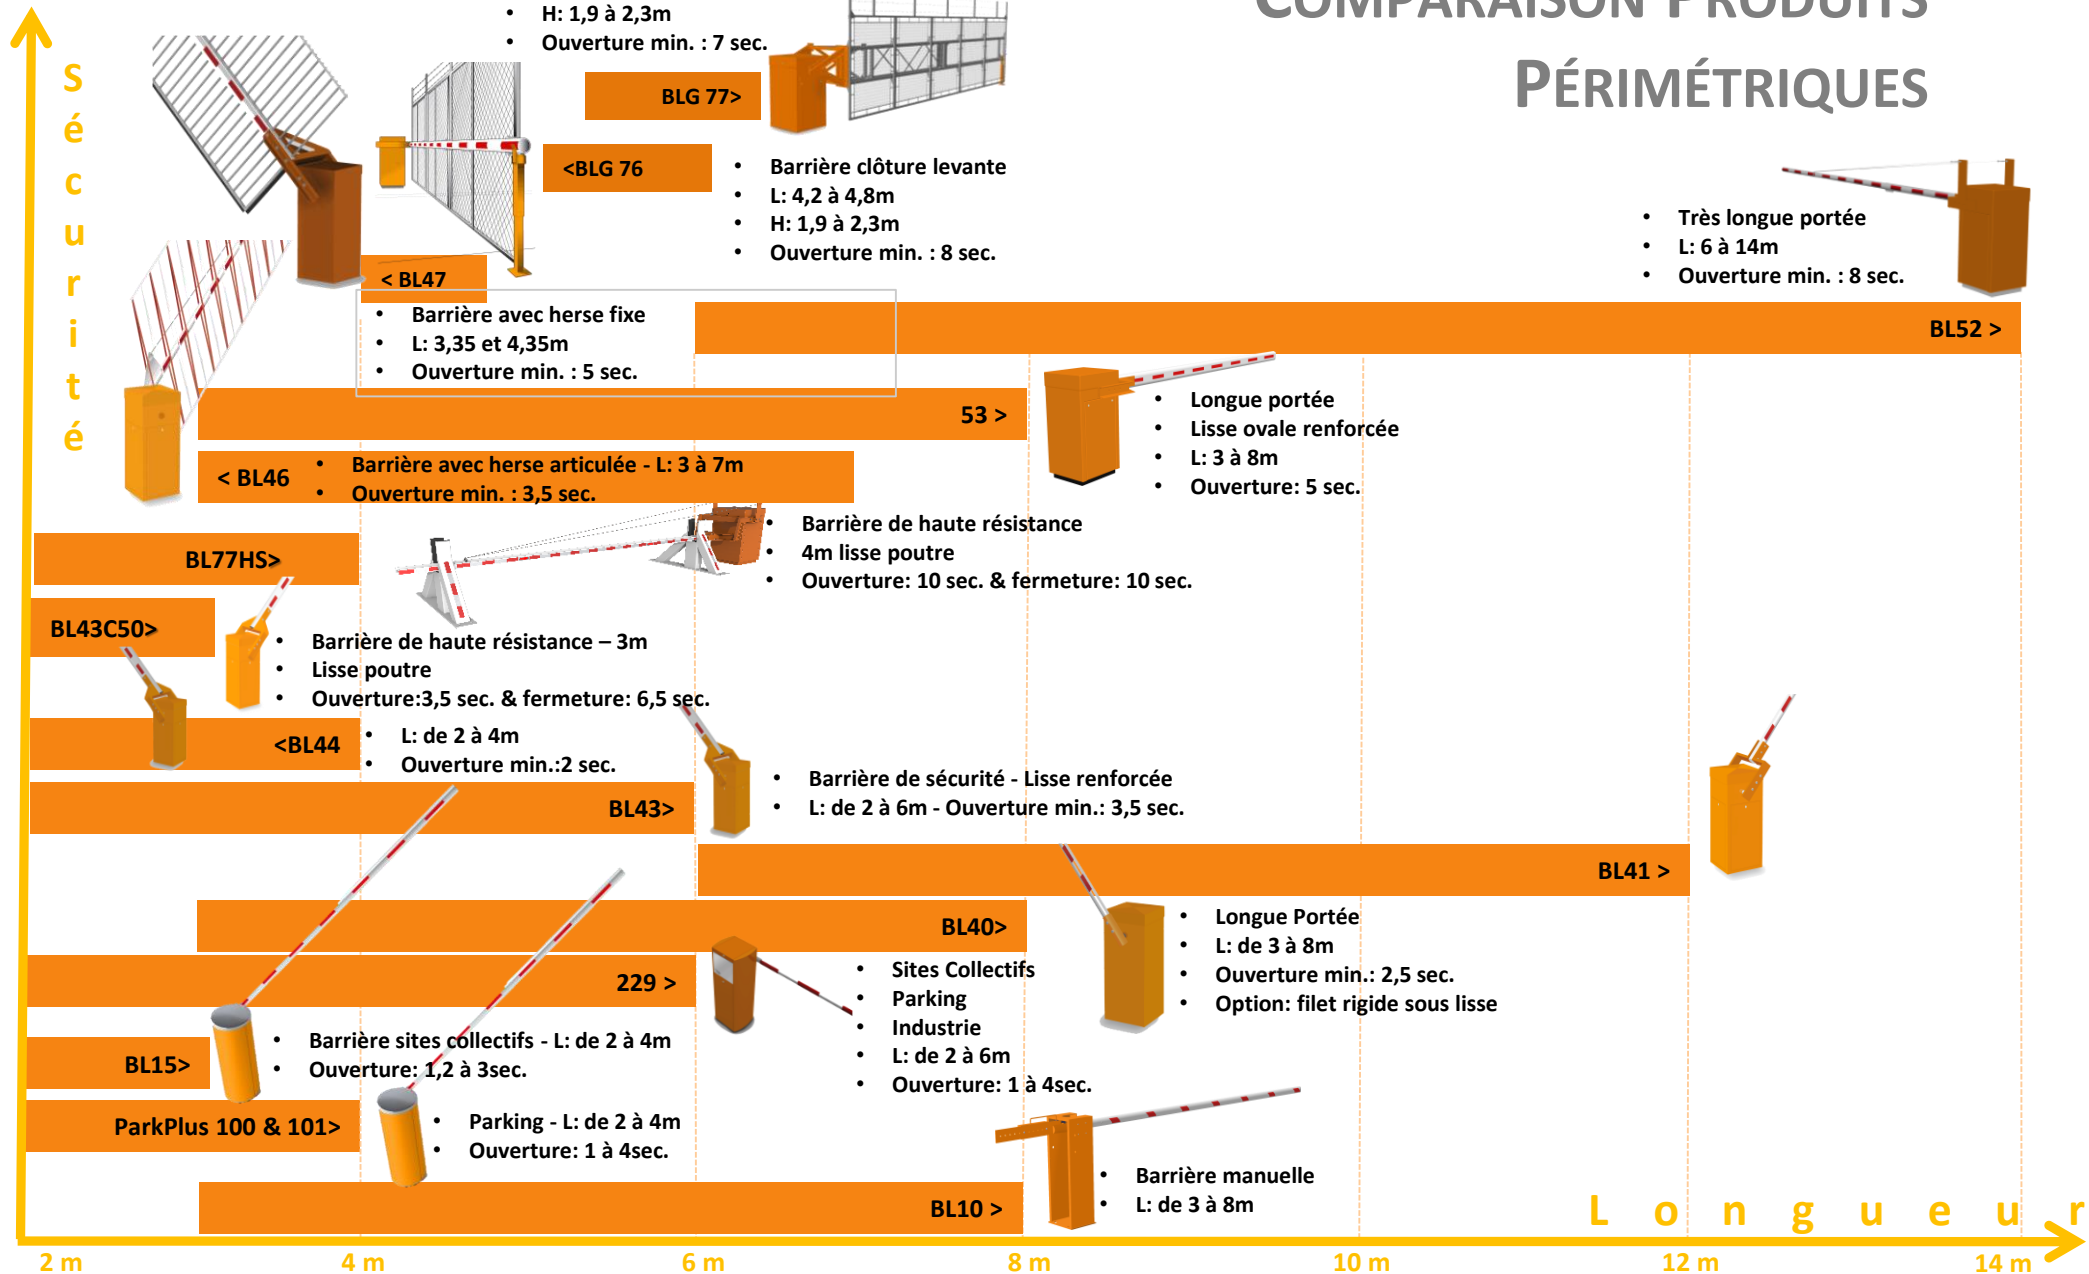 COMPARAISON PRODUITS
PÉRIMÉTRIQUES
Sécurité
• H: 1,9 à 2,3m
• Ouverture min. : 7 sec.
BLG 77>
<BLG 76
• Barrière clôture levante
• L: 4,2 à 4,8m
• H: 1,9 à 2,3m
• Ouverture min. : 8 sec.
• Très longue portée
• L: 6 à 14m
• Ouverture min. : 8 sec.
< BL47
• Barrière avec herse fixe
• L: 3,35 et 4,35m
• Ouverture min. : 5 sec.
BL52 >
53 >
• Longue portée
• Lisse ovale renforcée
• L: 3 à 8m
• Ouverture: 5 sec.
< BL46
• Barrière avec herse articulée - L: 3 à 7m
• Ouverture min. : 3,5 sec.
BL77HS>
• Barrière de haute résistance
• 4m lisse poutre
• Ouverture: 10 sec. & fermeture: 10 sec.
BL43C50>
• Barrière de haute résistance – 3m
• Lisse poutre
• Ouverture:3,5 sec. & fermeture: 6,5 sec.
<BL44
• L: de 2 à 4m
• Ouverture min.:2 sec.
BL43>
• Barrière de sécurité - Lisse renforcée
• L: de 2 à 6m - Ouverture min.: 3,5 sec.
BL41 >
BL40>
• Longue Portée
• L: de 3 à 8m
• Ouverture min.: 2,5 sec.
• Option: filet rigide sous lisse
229 >
• Sites Collectifs
• Parking
• Industrie
• L: de 2 à 6m
• Ouverture: 1 à 4sec.
BL15>
• Barrière sites collectifs - L: de 2 à 4m
• Ouverture: 1,2 à 3sec.
ParkPlus 100 & 101>
• Parking - L: de 2 à 4m
• Ouverture: 1 à 4sec.
BL10 >
• Barrière manuelle
• L: de 3 à 8m
Longueur
2 m 4 m 6 m 8 m 10 m 12 m 14 m